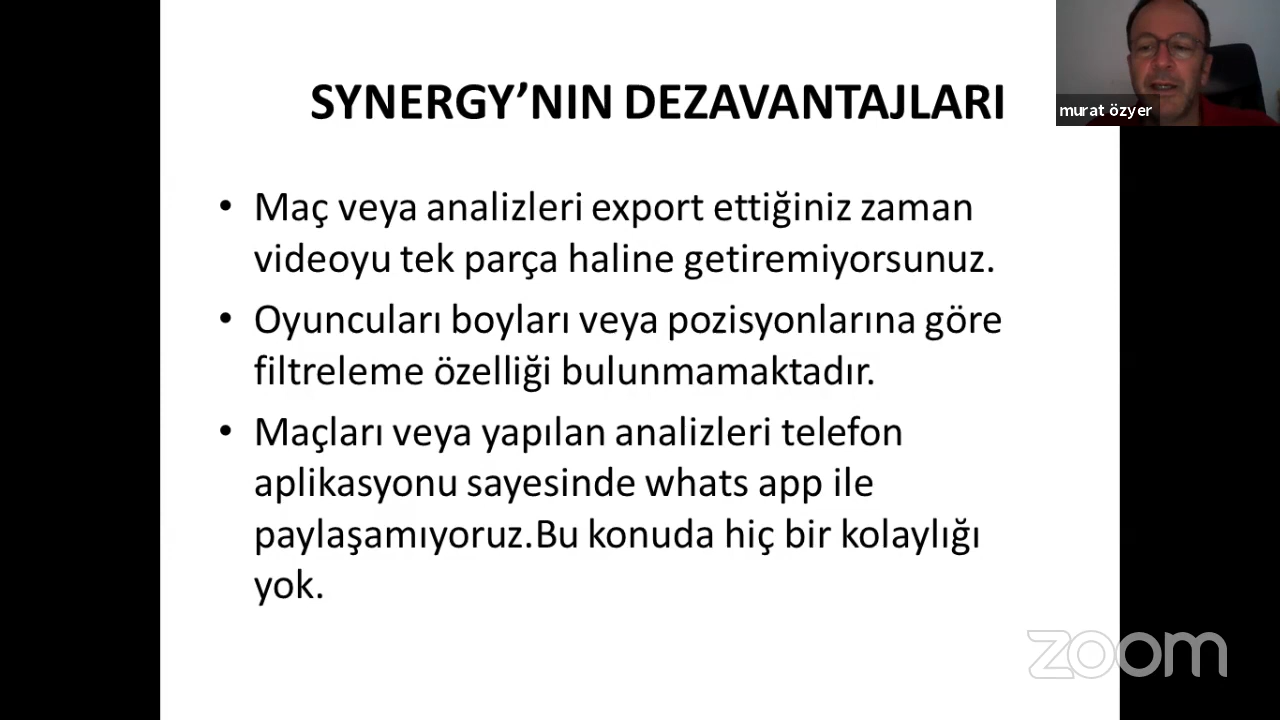 SYNERGY’NIN DEZAVANTAJLARI
murat özyer
• Maç veya analizleri export ettiğiniz zaman
videoyu tek parça haline getiremiyorsunuz.
• Oyuncuları boyları veya pozisyonlarına göre
filtreleme özelliği bulunmamaktadır.
• Maçları veya yapılan analizleri telefon
aplikasyonu sayesinde whats app ile
paylaşamıyoruz.Bu konuda hiç bir kolaylığı
yok.
zoom